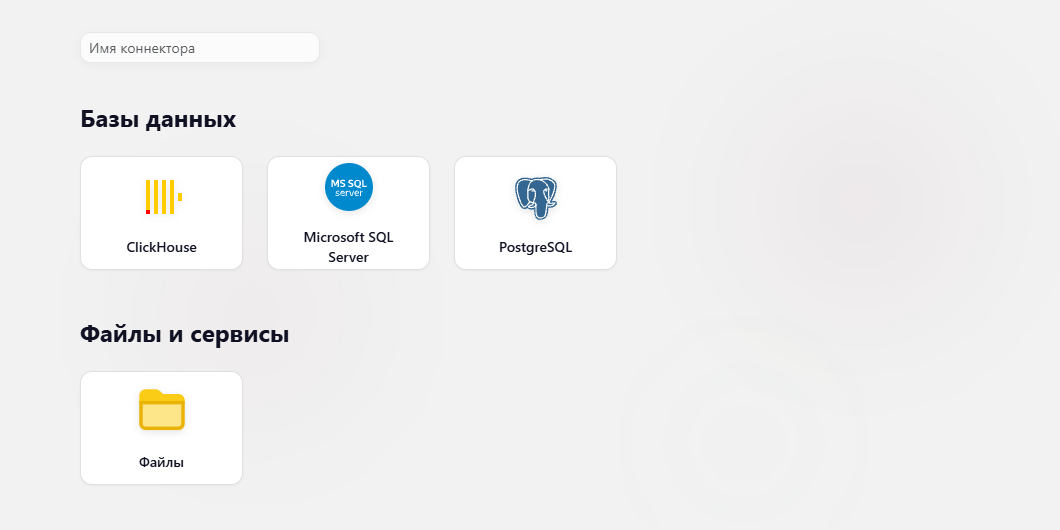 Имя коннектора
Базы данных
MS SQL
server
ClickHouse
Microsoft SQL
Server
PostgreSQL
Файлы и сервисы
Файлы